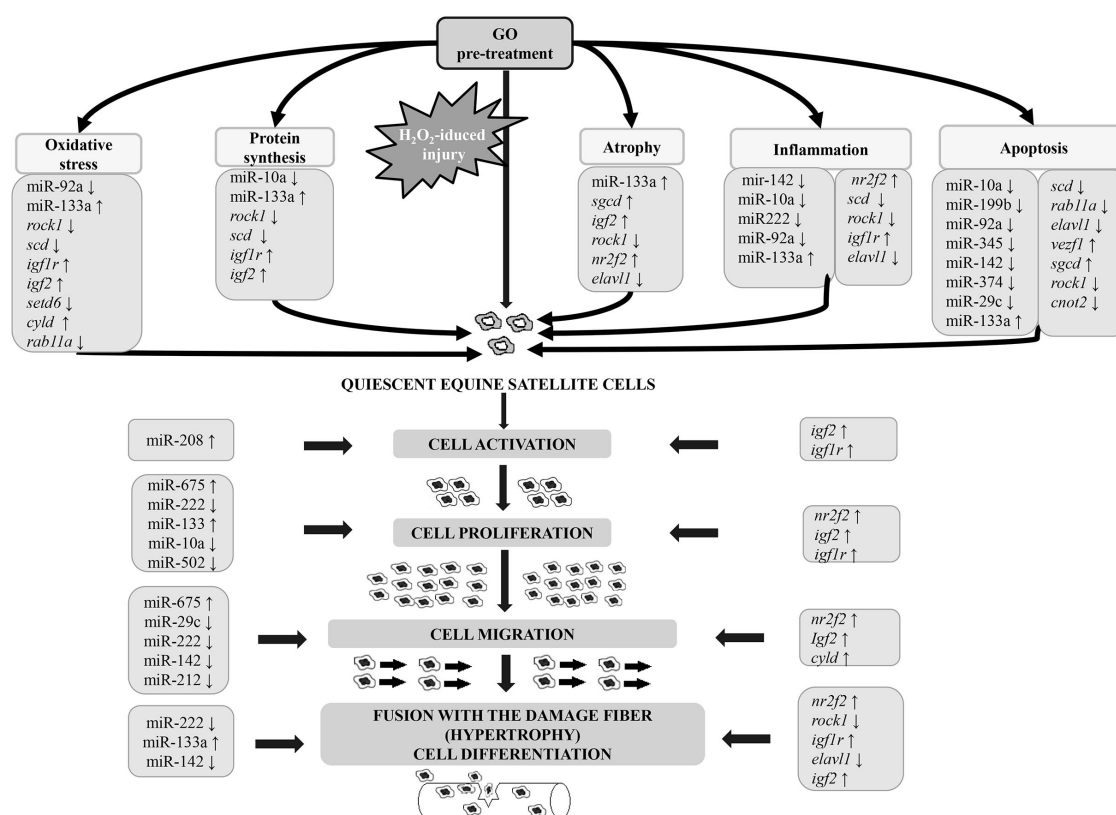 GO
pre-treatment
H₂O₂-iduced
injury
Oxidative
stress
miR-92a ↓
miR-133a ↑
rock1 ↓
scd ↓
igf1r ↑
igf2 ↑
setd6 ↓
cyld ↑
rab11a ↓
Protein
synthesis
miR-10a ↓
miR-133a ↑
rock1 ↓
scd ↓
igf1r ↑
igf2 ↑
Atrophy
miR-133a ↑
sgcd ↑
igf2 ↑
rock1 ↓
nr2f2 ↑
elavl1 ↓
Inflammation
mir-142 ↓
miR-10a ↓
miR222 ↓
miR-92a ↓
miR-133a ↑
nr2f2 ↑
scd ↓
rock1 ↓
igf1r ↑
elavl1 ↓
Apoptosis
miR-10a ↓
miR-199b ↓
miR-92a ↓
miR-345 ↓
miR-142 ↓
miR-374 ↓
miR-29c ↓
miR-133a ↑
scd ↓
rab11a ↓
elavl1 ↓
vezf1 ↑
sgcd ↑
rock1 ↓
cnot2 ↓
QUIESCENT EQUINE SATELLITE CELLS
miR-208 ↑
CELL ACTIVATION
igf2 ↑
igf1r ↑
miR-675 ↑
miR-222 ↓
miR-133 ↑
miR-10a ↓
miR-502 ↓
CELL PROLIFERATION
nr2f2 ↑
igf2 ↑
igf1r ↑
miR-675 ↑
miR-29c ↓
miR-222 ↓
miR-142 ↓
miR-212 ↓
CELL MIGRATION
nr2f2 ↑
Igf2 ↑
cyld ↑
miR-222 ↓
miR-133a ↑
miR-142 ↓
FUSION WITH THE DAMAGE FIBER
(HYPERTROPHY)
CELL DIFFERENTIATION
nr2f2 ↑
rock1 ↓
igf1r ↑
elavl1 ↓
igf2 ↑